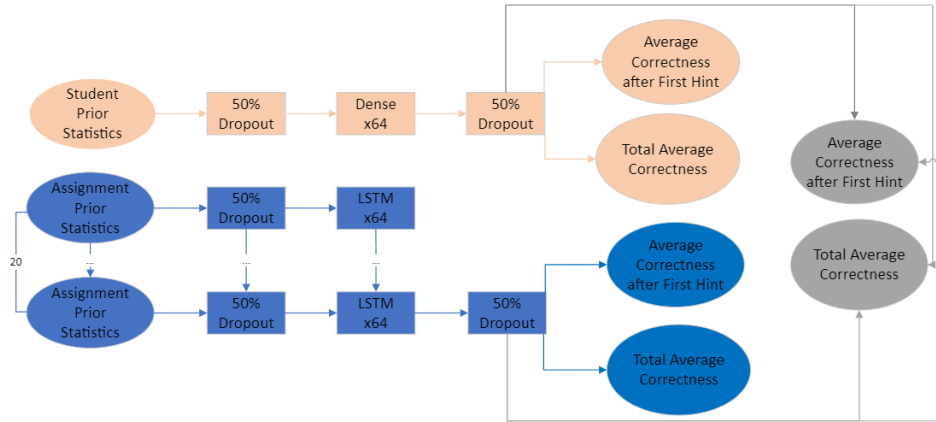 Student
Prior
Statistics
50%
Dropout
Dense
x64
50%
Dropout
Average
Correctness
after First Hint
Total Average
Correctness
Average
Correctness
after First Hint
Total Average
Correctness
Assignment
Prior
Statistics
50%
Dropout
LSTM
x64
20
...
...
...
Assignment
Prior
Statistics
50%
Dropout
LSTM
x64
50%
Dropout
Average
Correctness
after First Hint
Total Average
Correctness